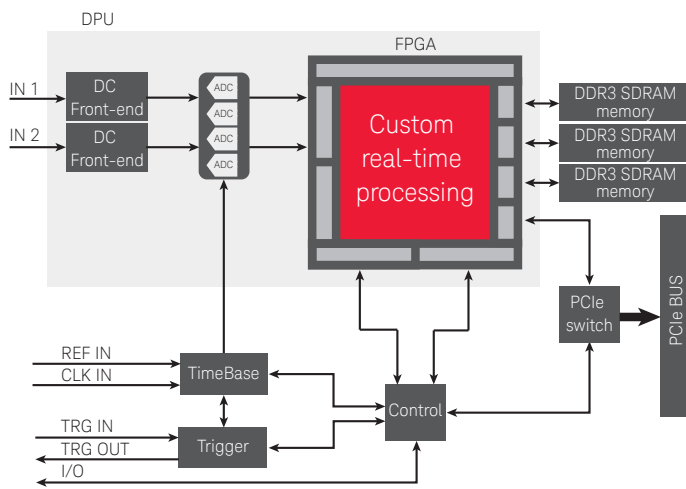 DPU
FPGA
IN 1
DC
Front-end
IN 2
DC
Front-end
ADC
ADC
ADC
ADC
Custom
real-time
processing
DDR3 SDRAM
memory
DDR3 SDRAM
memory
DDR3 SDRAM
memory
PCIe
switch
PCIe BUS
REF IN
CLK IN
TimeBase
TRG IN
TRG OUT
I/O
Trigger
Control